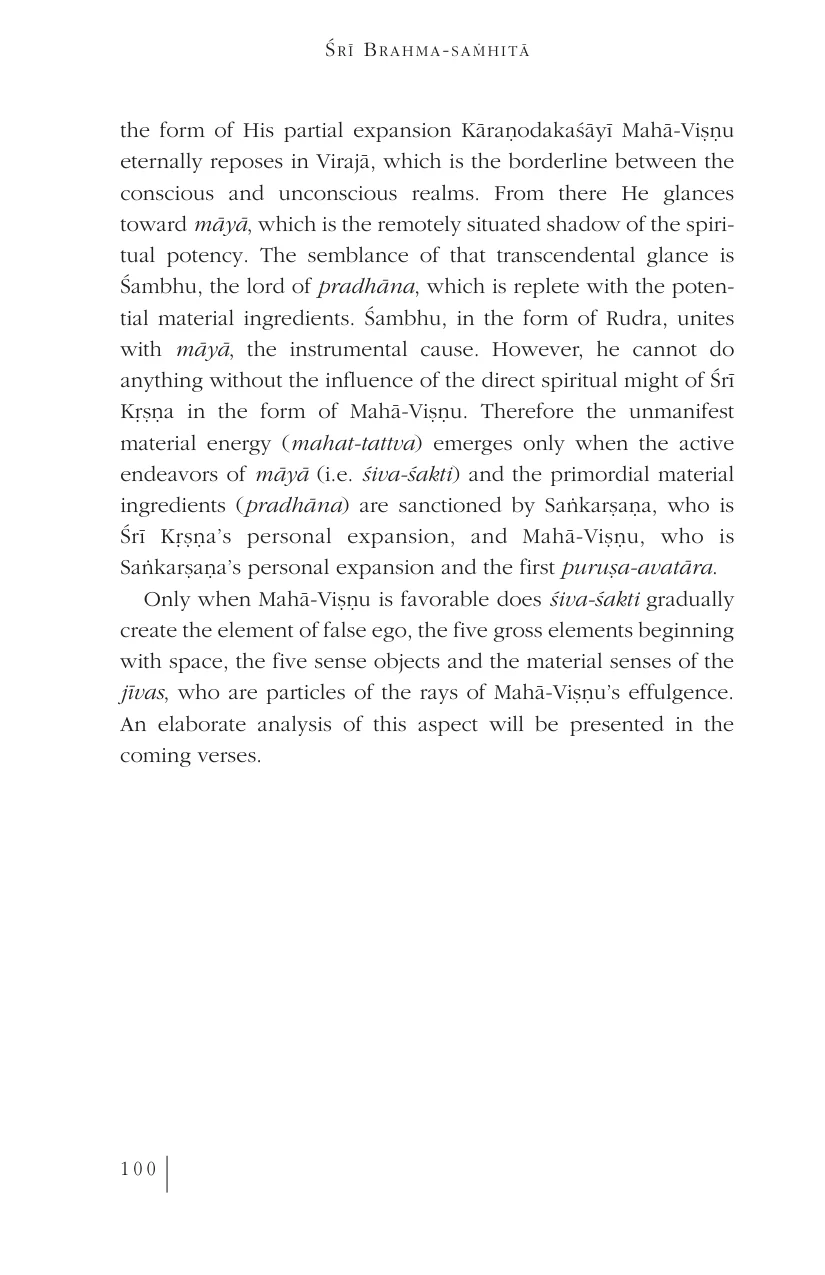 Śrī Brahma-saṁhitā
the form of His partial expansion Kāraṇodakaśāyī Mahā-Viṣṇu
eternally reposes in Virajā, which is the borderline between the
conscious and unconscious realms. From there He glances
toward māyā, which is the remotely situated shadow of the spiri-
tual potency. The semblance of that transcendental glance is
Śambhu, the lord of pradhāna, which is replete with the poten-
tial material ingredients. Śambhu, in the form of Rudra, unites
with māyā, the instrumental cause. However, he cannot do
anything without the influence of the direct spiritual might of Śrī
Kṛṣṇa in the form of Mahā-Viṣṇu. Therefore the unmanifest
material energy (mahat-tattva) emerges only when the active
endeavors of māyā (i.e. śiva-śakti) and the primordial material
ingredients (pradhāna) are sanctioned by Saṅkarṣaṇa, who is
Śrī Kṛṣṇa’s personal expansion, and Mahā-Viṣṇu, who is
Saṅkarṣaṇa’s personal expansion and the first puruṣa-avatāra.
Only when Mahā-Viṣṇu is favorable does śiva-śakti gradually
create the element of false ego, the five gross elements beginning
with space, the five sense objects and the material senses of the
jīvas, who are particles of the rays of Mahā-Viṣṇu’s effulgence.
An elaborate analysis of this aspect will be presented in the
coming verses.
100